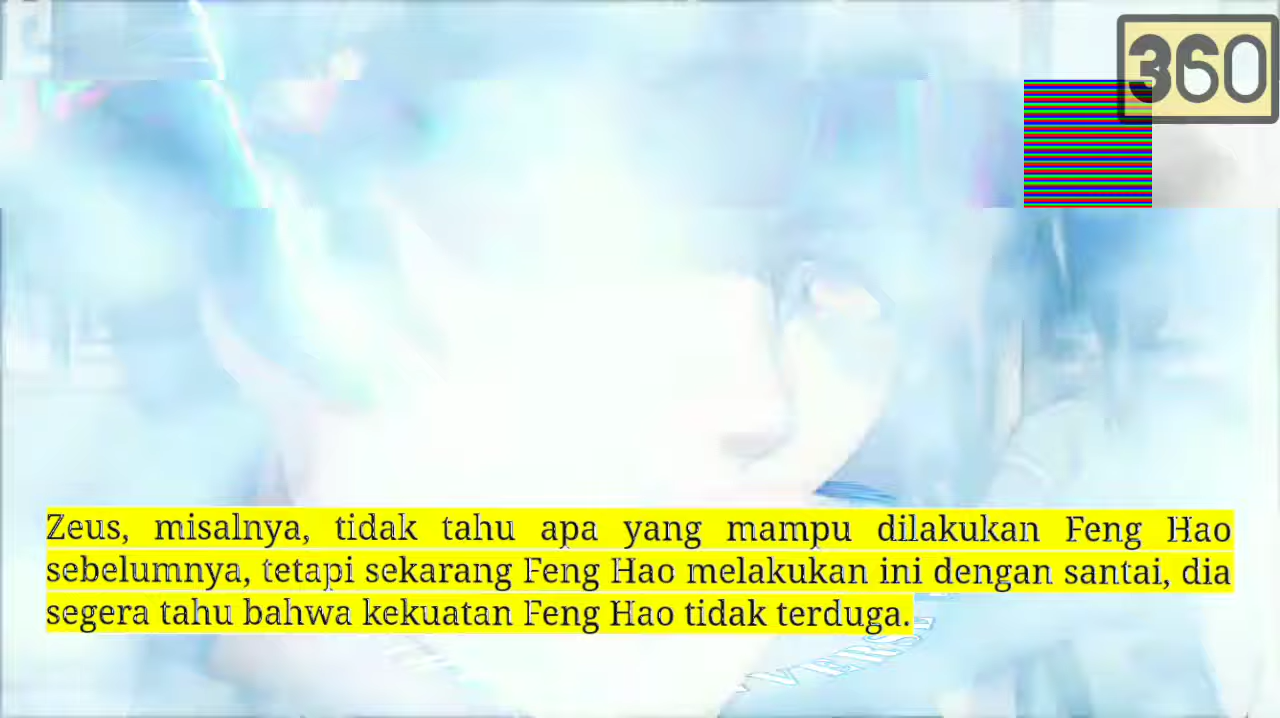 360
Zeus, misalnya, tidak tahu apa yang mampu dilakukan Feng Hao
sebelumnya, tetapi sekarang Feng Hao melakukan ini dengan santai, dia
segera tahu bahwa kekuatan Feng Hao tidak terduga.